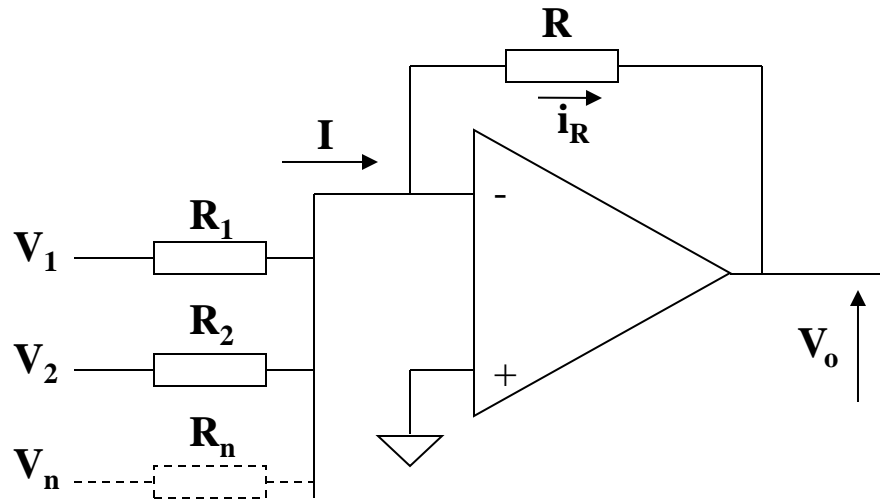 R
i_R
I
-
R_1
V_1
R_2
V_2
+
V_o
R_n
V_n